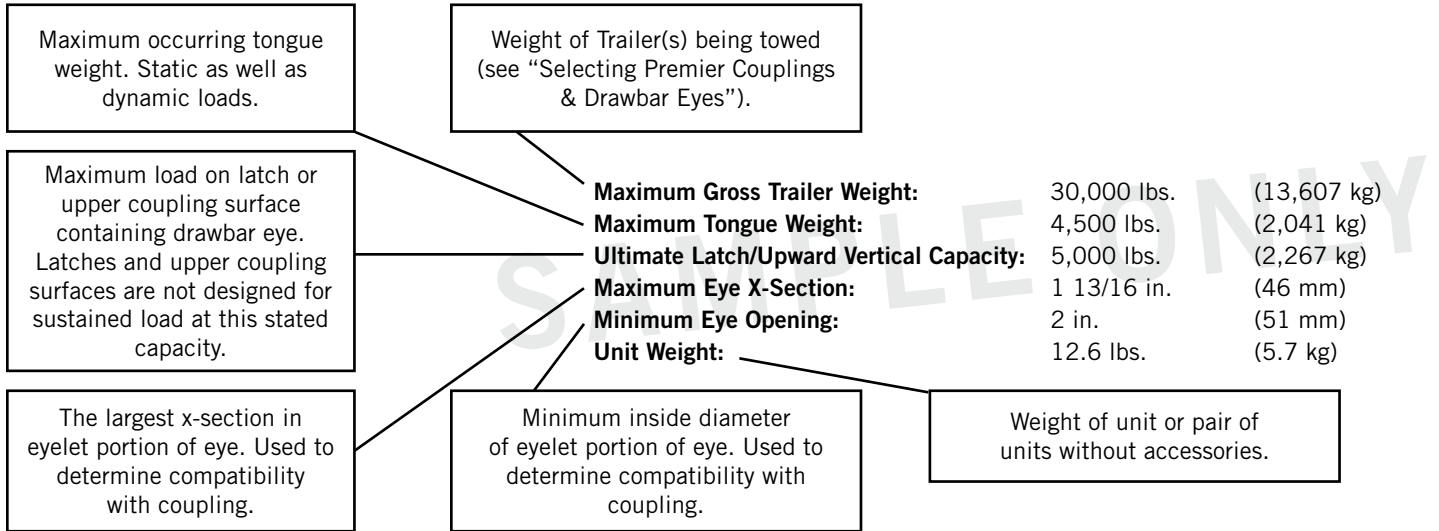 Maximum occurring tongue
weight. Static as well as
dynamic loads.
Weight of Trailer(s) being towed
(see “Selecting Premier Couplings
& Drawbar Eyes”).
Maximum load on latch or
upper coupling surface
containing drawbar eye.
Latches and upper coupling
surfaces are not designed for
sustained load at this stated
capacity.
SAMPLE ONLY
Maximum Gross Trailer Weight: 30,000 lbs. (13,607 kg)
Maximum Tongue Weight: 4,500 lbs. (2,041 kg)
Ultimate Latch/Upward Vertical Capacity: 5,000 lbs. (2,267 kg)
Maximum Eye X-Section: 1 13/16 in. (46 mm)
Minimum Eye Opening: 2 in. (51 mm)
Unit Weight: 12.6 lbs. (5.7 kg)
The largest x-section in
eyelet portion of eye. Used to
determine compatibility
with coupling.
Minimum inside diameter
of eyelet portion of eye. Used to
determine compatibility with
coupling.
Weight of unit or pair of
units without accessories.